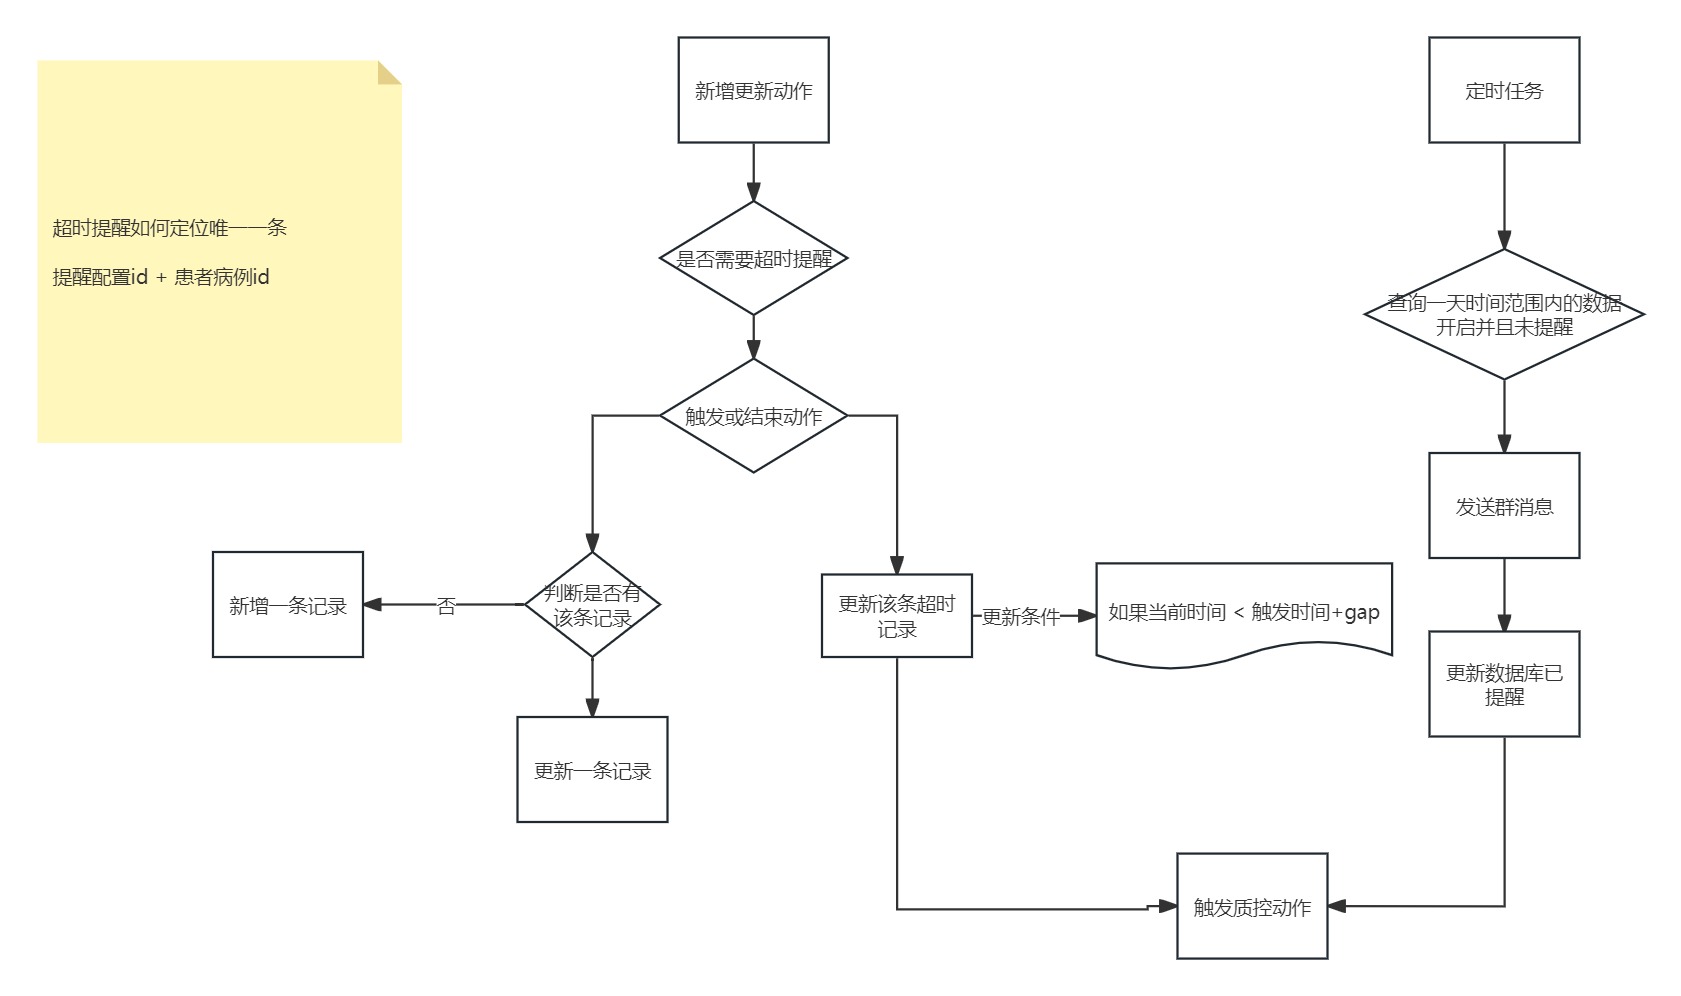 新增更新动作
定时任务
超时提醒如何定位唯一一条
提醒配置id + 患者病例id
是否需要超时提醒
查询一天时间范围内的数据
开启并且未提醒
触发或结束动作
发送群消息
新增一条记录
否
判断是否有
该条记录
更新该条超时
记录
更新条件
如果当前时间 < 触发时间+gap
更新数据库已
提醒
更新一条记录
触发质控动作